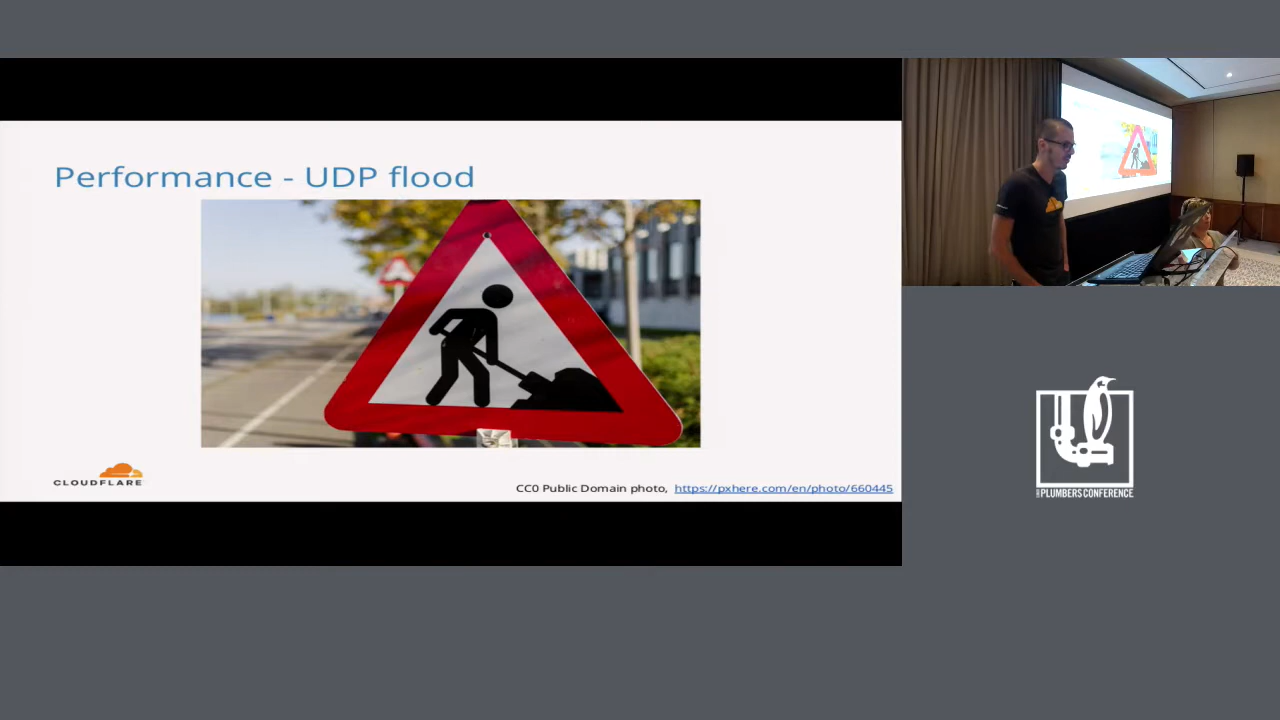 Performance - UDP flood
CLOUDFLARE
CC0 Public Domain photo, https://pxhere.com/en/photo/660445
PLUMBERS CONFERENCE